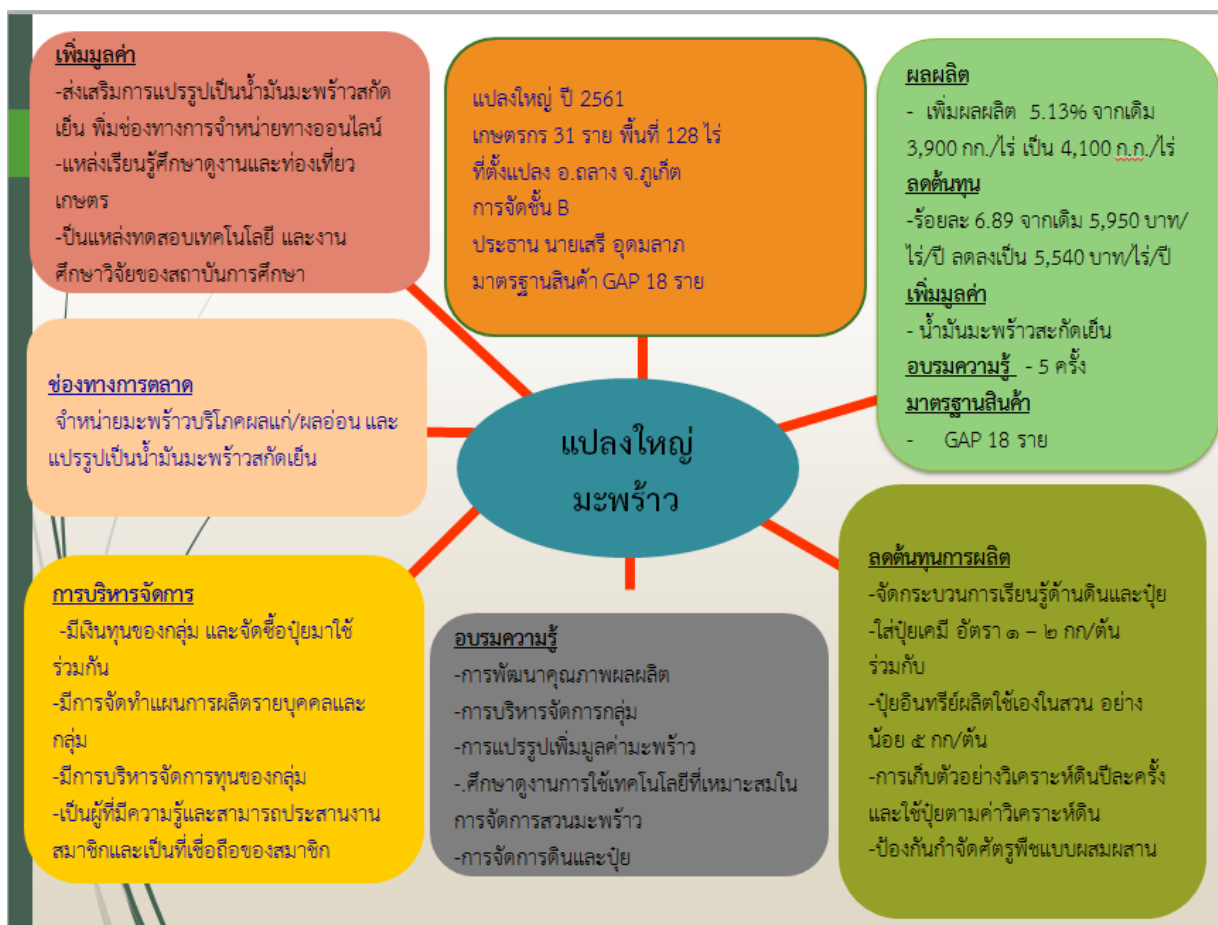 เพิ่มมูลค่า
-ส่งเสริมการแปรรูปเป็นน้ำมันมะพร้าวสกัด
เย็น พิ่มช่องทางการจำหน่ายทางออนไลน์
-แหล่งเรียนรู้ศึกษาดูงานและท่องเที่ยว
เกษตร
-ป็นแหล่งทดสอบเทคโนโลยี และงาน
ศึกษาวิจัยของสถาบันการศึกษา
แปลงใหญ่ ปี 2561
เกษตรกร 31 ราย พื้นที่ 128 ไร่
ที่ตั้งแปลง อ.ถลาง จ.ภูเก็ต
การจัดชั้น B
ประธาน นายเสรี อุดมลาภ
มาตรฐานสินค้า GAP 18 ราย
ผลผลิต
- เพิ่มผลผลิต 5.13% จากเดิม
3,900 กก./ไร่ เป็น 4,100 ก.ก./ไร่
ลดต้นทุน
-ร้อยละ 6.89 จากเดิม 5,950 บาท/
ไร่/ปี ลดลงเป็น 5,540 บาท/ไร่/ปี
เพิ่มมูลค่า
- น้ำมันมะพร้าวสะกัดเย็น
อบรมความรู้ - 5 ครั้ง
มาตรฐานสินค้า
- GAP 18 ราย
ช่องทางการตลาด
จำหน่ายมะพร้าวบริโภคผลแก่/ผลอ่อน และ
แปรรูปเป็นน้ำมันมะพร้าวสกัดเย็น
แปลงใหญ่
มะพร้าว
การบริหารจัดการ
-มีเงินทุนของกลุ่ม และจัดซื้อปุ๋ยมาใช้
ร่วมกัน
-มีการจัดทำแผนการผลิตรายบุคคลและ
กลุ่ม
-มีการบริหารจัดการทุนของกลุ่ม
-เป็นผู้ที่มีความรู้และสามารถประสานงาน
สมาชิกและเป็นที่เชื่อถือของสมาชิก
อบรมความรู้
-การพัฒนาคุณภาพผลผลิต
-การบริหารจัดการกลุ่ม
-การแปรรูปเพิ่มมูลค่ามะพร้าว
-.ศึกษาดูงานการใช้เทคโนโลยีที่เหมาะสมใน
การจัดการสวนมะพร้าว
-การจัดการดินและปุ๋ย
ลดต้นทุนการผลิต
-จัดกระบวนการเรียนรู้ด้านดินและปุ๋ย
-ใส่ปุ๋ยเคมี อัตรา ๑ – ๒ กก/ต้น
ร่วมกับ
-ปุ๋ยอินทรีย์ผลิตใช้เองในสวน อย่าง
น้อย ๕ กก/ต้น
-การเก็บตัวอย่างวิเคราะห์ดินปีละครั้ง
และใช้ปุ๋ยตามค่าวิเคราะห์ดิน
-ป้องกันกำจัดศัตรูพืชแบบผสมผสาน